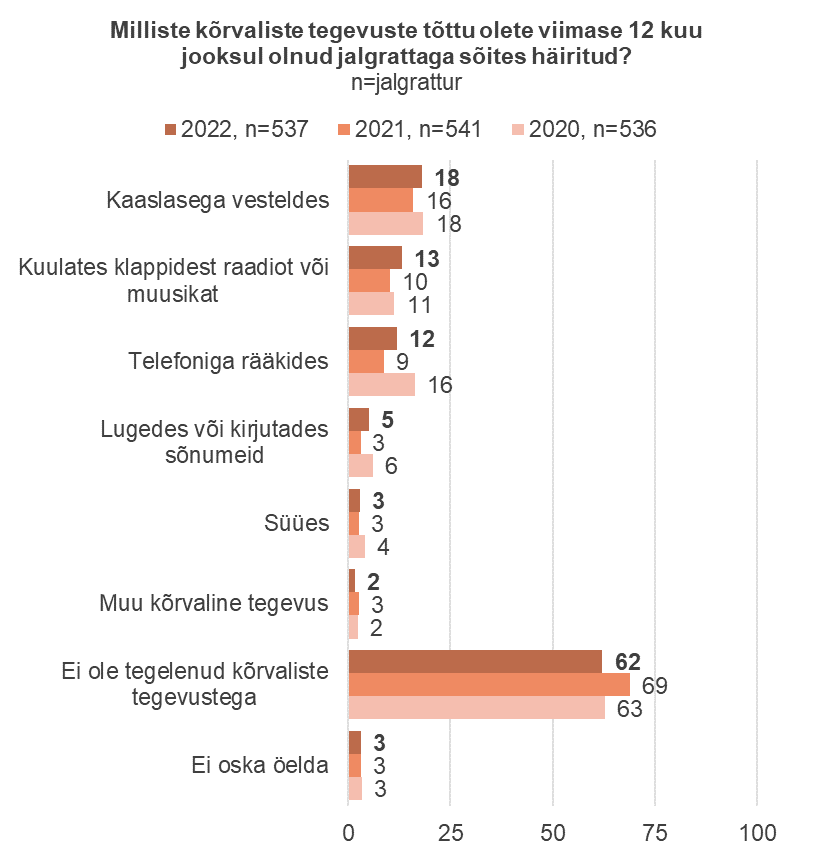 Milliste kõrvaliste tegevuste tõttu olete viimase 12 kuu
jooksul olnud jalgrattaga sõites häiritud?
n=jalgrattur
2022, n=537 2021, n=541 2020, n=536
Kaaslasega vesteldes
18
16
18
Kuulates klappidest raadiot või
muusikat
13
10
11
Telefoniga rääkides
12
9
16
Lugedes või kirjutades
sõnumeid
5
3
6
Süües
3
3
4
Muu kõrvaline tegevus
2
3
2
Ei ole tegelenud kõrvaliste
tegevustega
62
69
63
Ei oska öelda
3
3
3
0 25 50 75 100